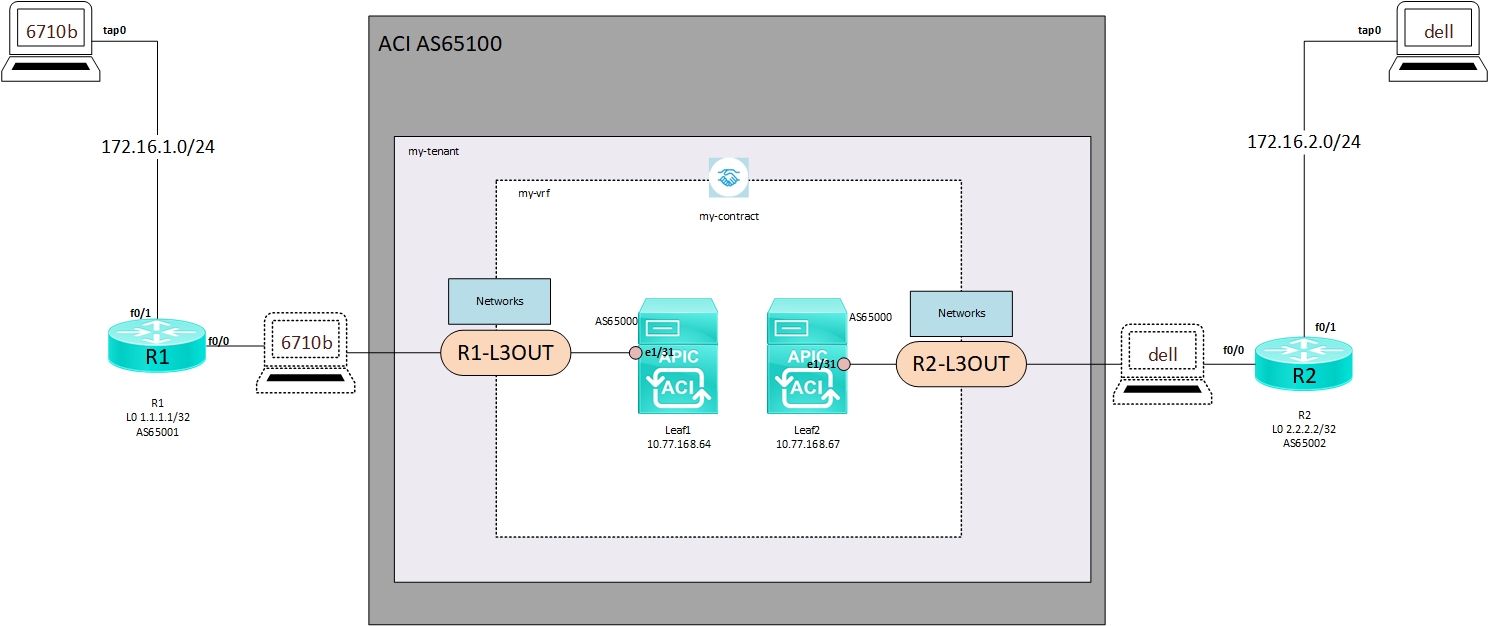 6710b
tap0
ACI AS65100
tap0
dell
172.16.1.0/24
172.16.2.0/24
my-tenant
my-vrf
my-contract
Networks
Networks
f0/1
R1
f0/0
6710b
R1-L3OUT
AS65000
e1/31
APIC
ACI
AS65000
APIC
e1/31
ACI
R2-L3OUT
dell
f0/0
f0/1
R2
R1
L0 1.1.1.1/32
AS65001
Leaf1
10.77.168.64
Leaf2
10.77.168.67
R2
L0 2.2.2.2/32
AS65002